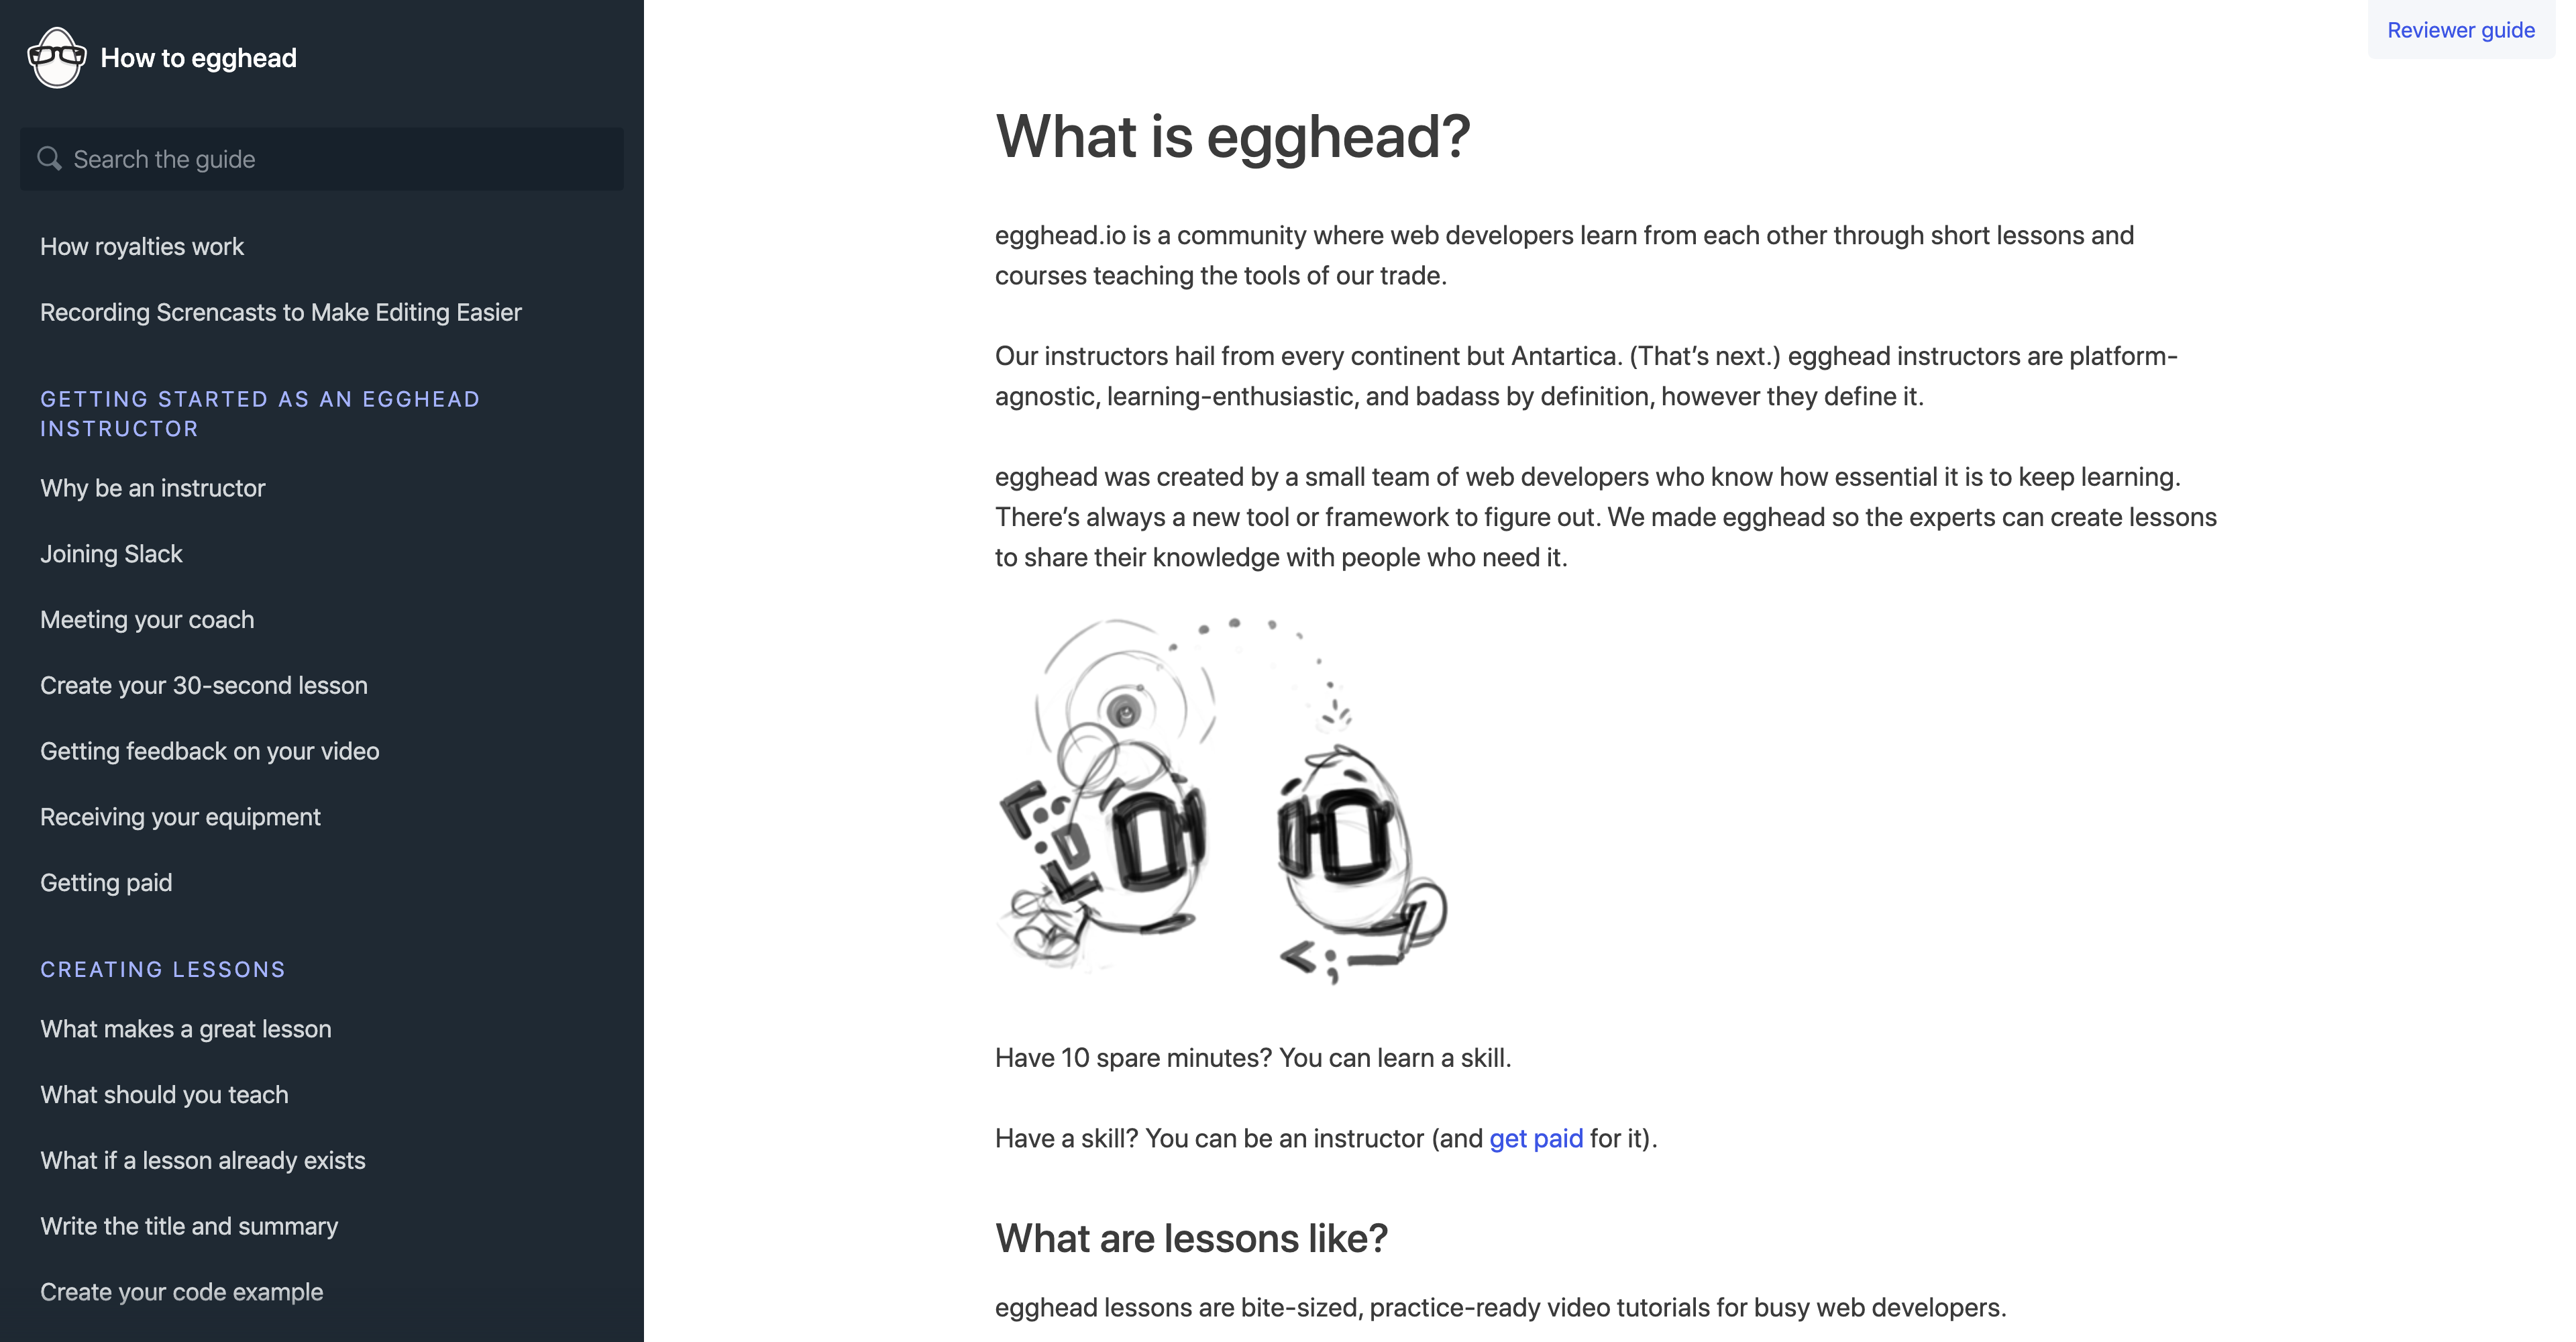 How to egghead
Search the guide
How royalties work
Recording Screncasts to Make Editing Easier
GETTING STARTED AS AN EGGHEAD
INSTRUCTOR
Why be an instructor
Joining Slack
Meeting your coach
Create your 30-second lesson
Getting feedback on your video
Receiving your equipment
Getting paid
CREATING LESSONS
What makes a great lesson
What should you teach
What if a lesson already exists
Write the title and summary
Create your code example
Reviewer guide
What is egghead?
egghead.io is a community where web developers learn from each other through short lessons and
courses teaching the tools of our trade.
Our instructors hail from every continent but Antartica. (That’s next.) egghead instructors are platform-
agnostic, learning-enthusiastic, and badass by definition, however they define it.
egghead was created by a small team of web developers who know how essential it is to keep learning.
There’s always a new tool or framework to figure out. We made egghead so the experts can create lessons
to share their knowledge with people who need it.
<;—
Have 10 spare minutes? You can learn a skill.
Have a skill? You can be an instructor (and get paid for it).
What are lessons like?
egghead lessons are bite-sized, practice-ready video tutorials for busy web developers.